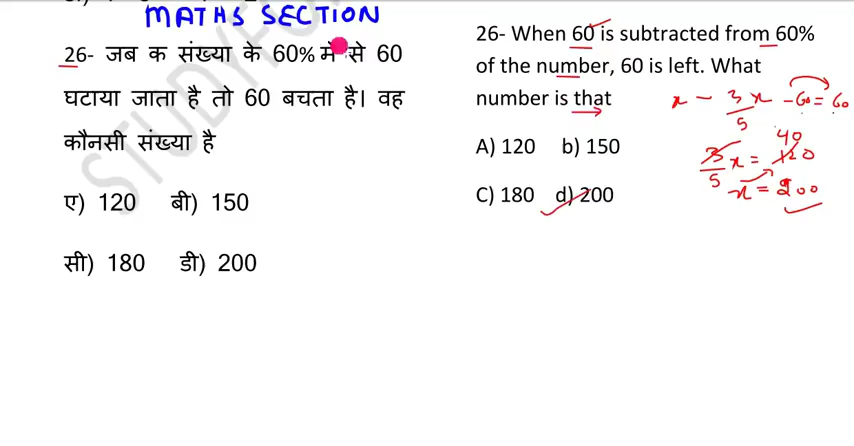 MATHS SECTION
26- जब क संख्या के 60% में से 60
घटाया जाता है तो 60 बचता है। वह
कौनसी संख्या है
ए) 120 बी) 150
सी) 180 डी) 200
26- When 60 is subtracted from 60%
of the number, 60 is left. What
number is that
A) 120 b) 150
C) 180 d) 200
x - 3/5 x - 60 = 60
40
3/5 x = 120
x = 200